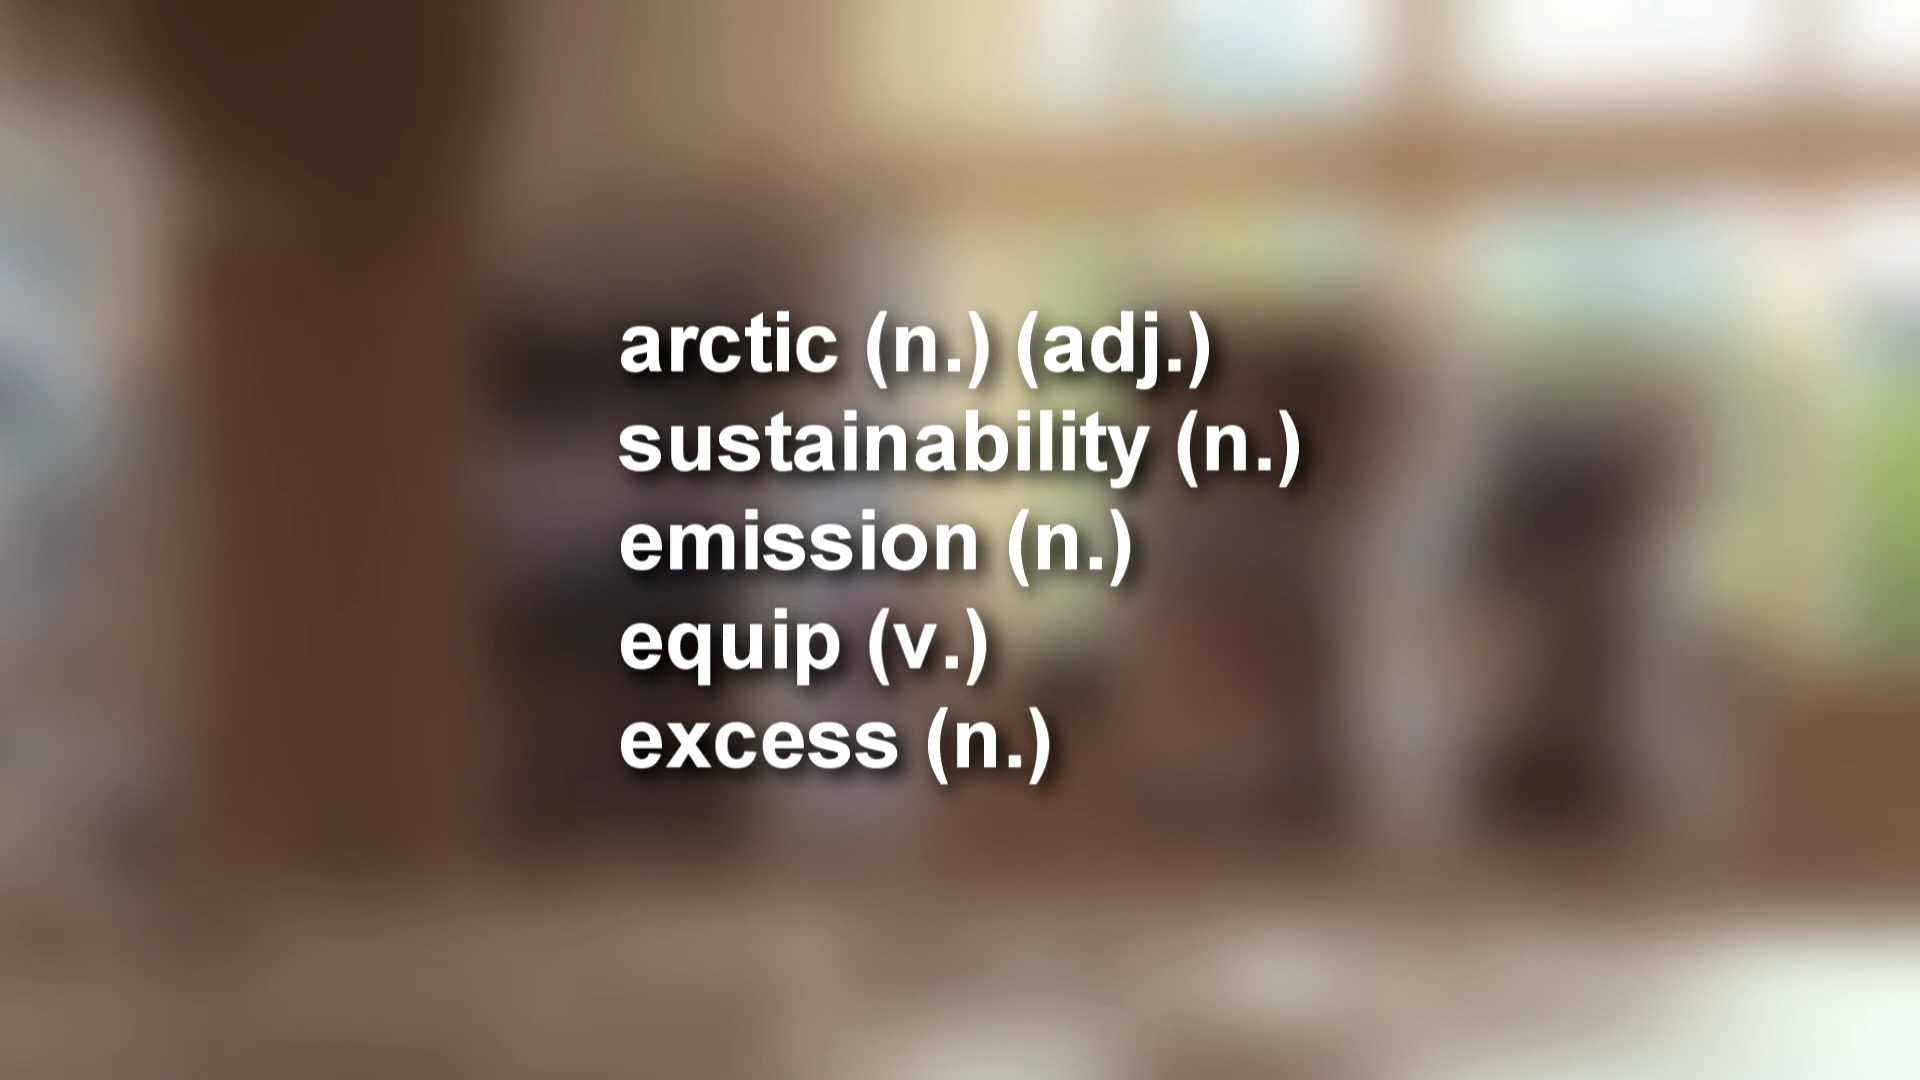 arctic (n.) (adj.)
sustainability (n.)
emission (n.)
equip (v.)
excess (n.)